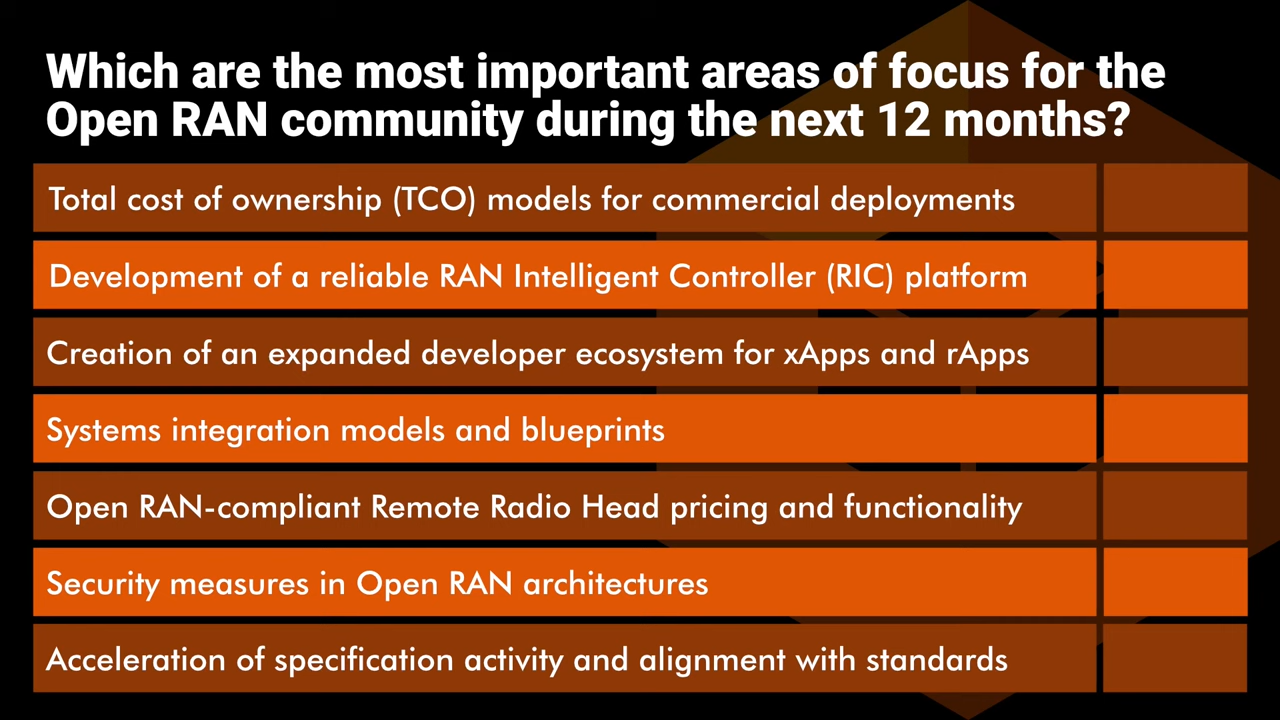 Which are the most important areas of focus for the
Open RAN community during the next 12 months?
Total cost of ownership (TCO) models for commercial deployments
Development of a reliable RAN Intelligent Controller (RIC) platform
Creation of an expanded developer ecosystem for xApps and rApps
Systems integration models and blueprints
Open RAN-compliant Remote Radio Head pricing and functionality
Security measures in Open RAN architectures
Acceleration of specification activity and alignment with standards